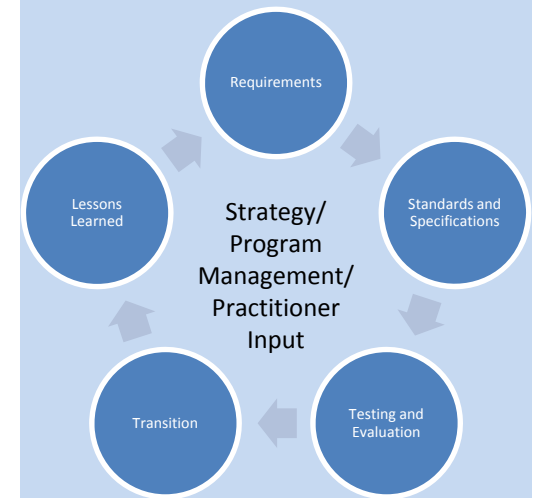 Requirements
Standards and
Specifications
Testing and
Evaluation
Transition
Lessons
Learned
Strategy/
Program
Management/
Practitioner
Input